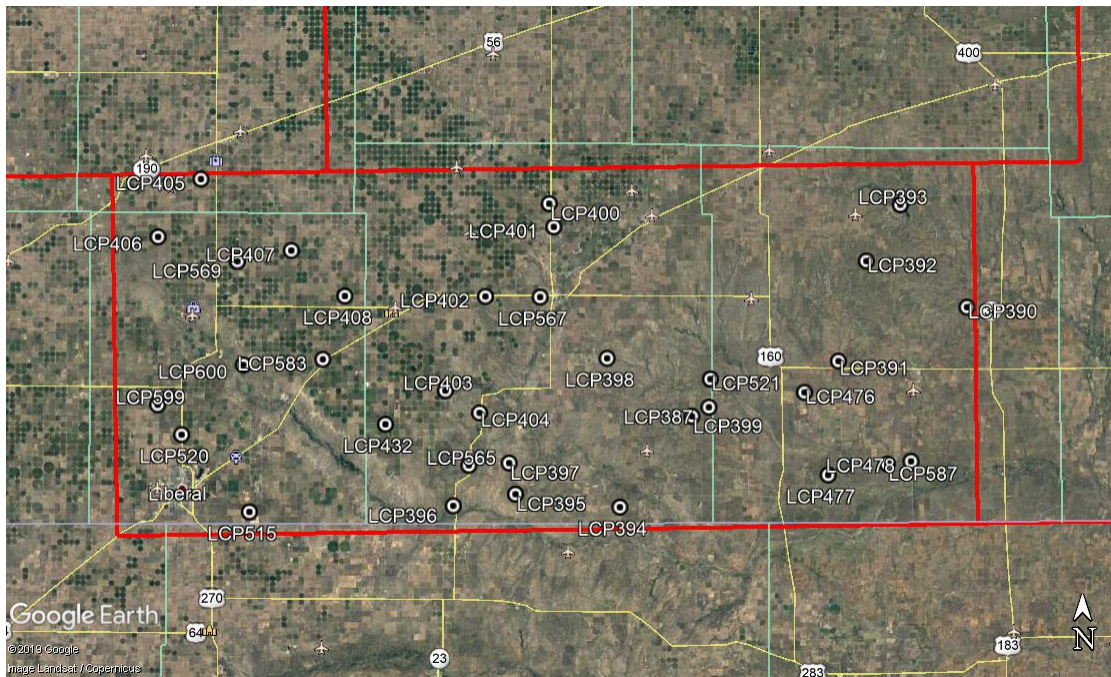 56
400
190
LCP405
LCP393
LCP400
LCP401
LCP406
LCP407
LCP569
LCP392
LCP402
LCP408
LCP567
LCP390
160
LCP600
LCP583
LCP398
LCP391
LCP403
LCP521
LCP599
LCP476
LCP404
LCP387
LCP399
LCP432
LCP520
LCP565
LCP397
LCP478
LCP587
LCP477
Liberal
LCP395
LCP396
LCP515
LCP394
270
Google Earth
64
N
183
23
283
©2019 Google
Image Landsat / Copernicus